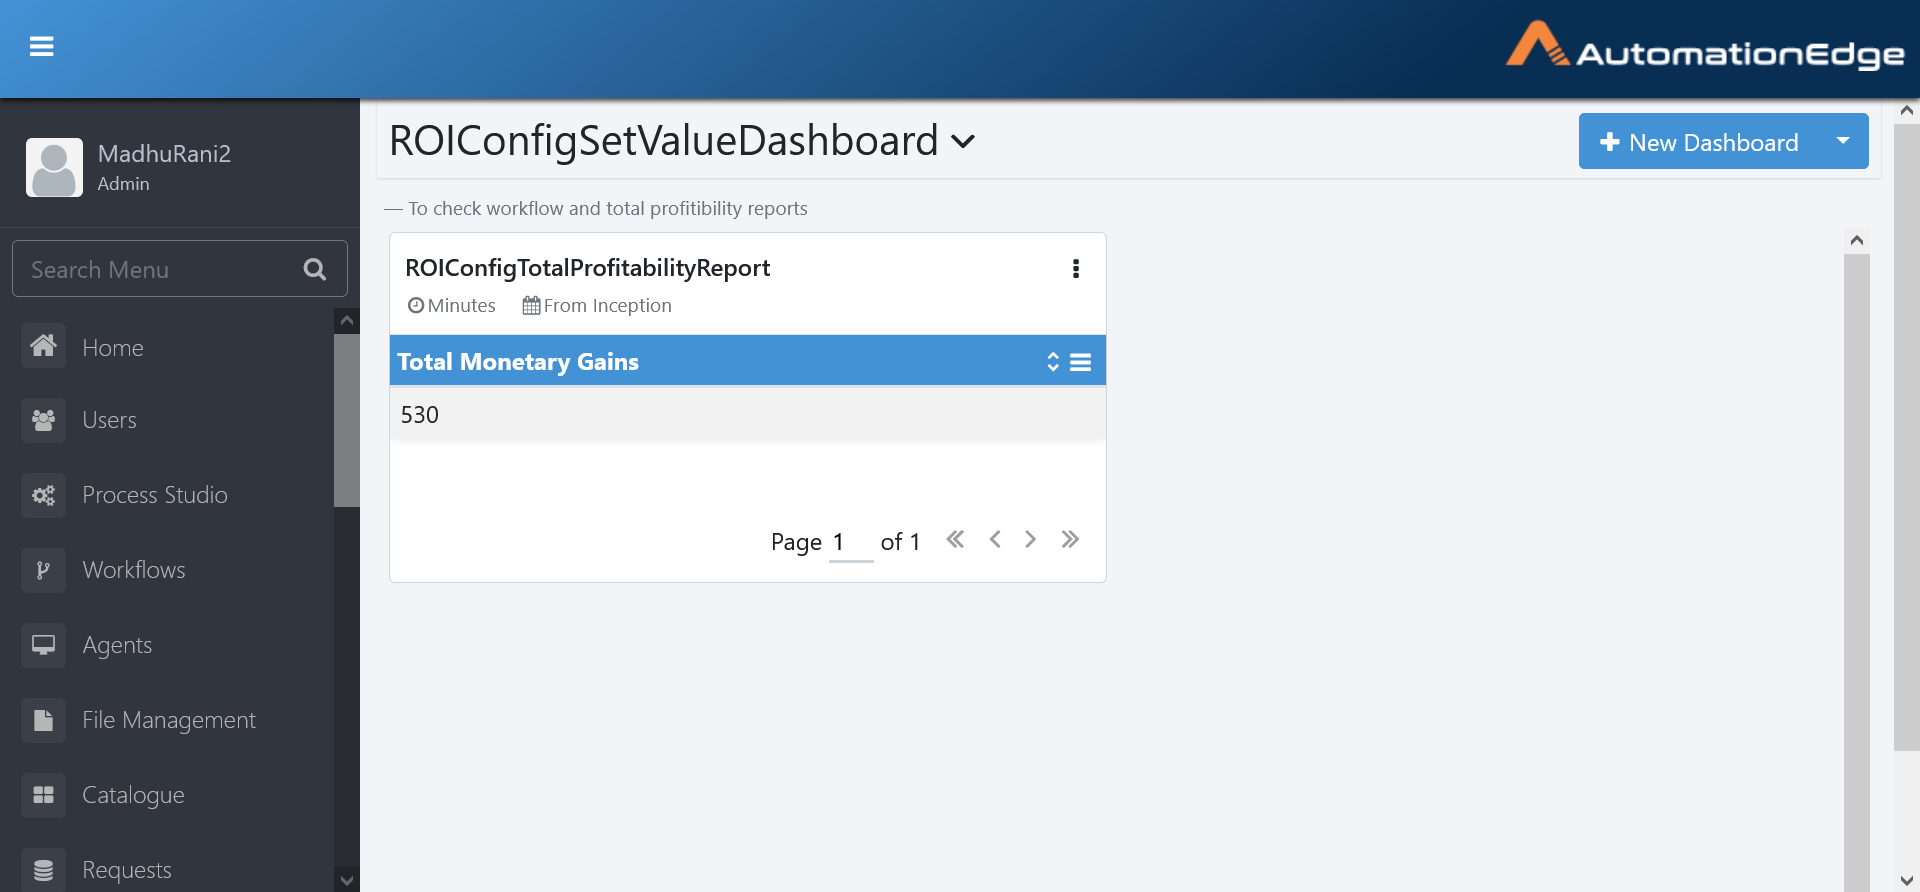 AutomationEdge
MadhuRani2
Admin
Search Menu
Home
Users
Process Studio
Workflows
Agents
File Management
Catalogue
Requests
ROIConfigSetValueDashboard
New Dashboard
— To check workflow and total profitibility reports
ROIConfigTotalProfitabilityReport
Minutes From Inception
Total Monetary Gains
530
Page 1 of 1